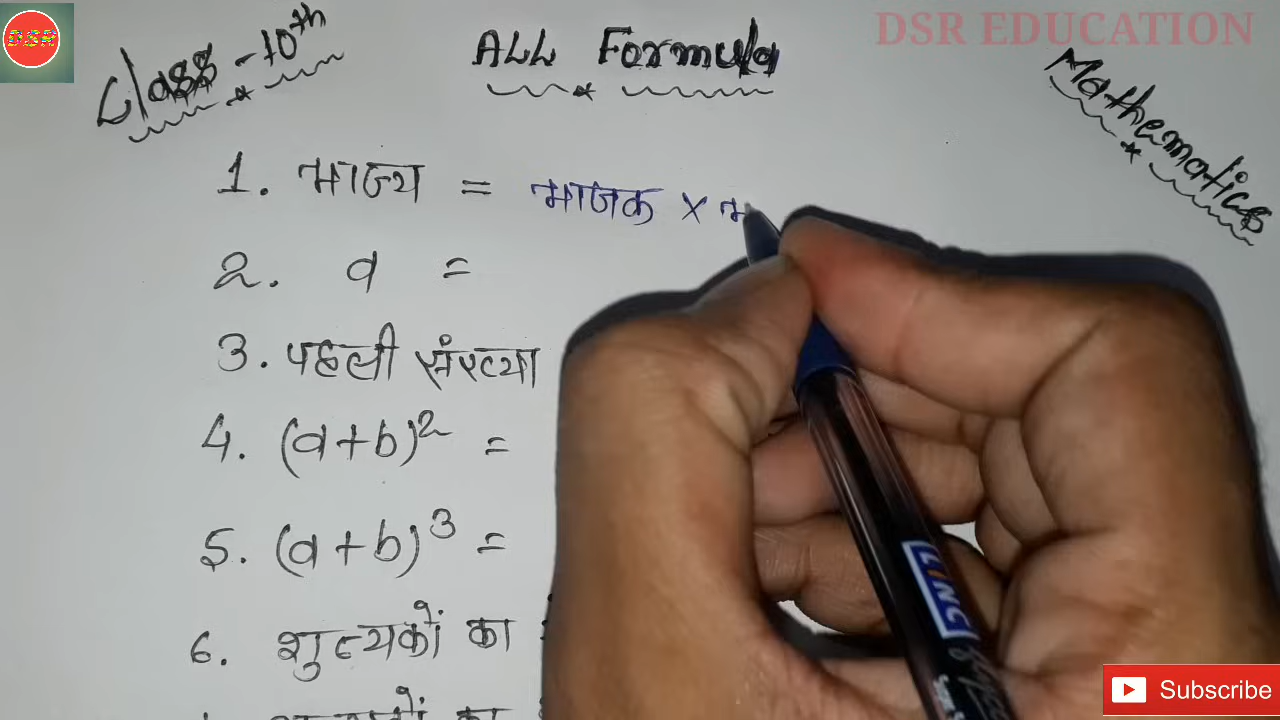 DSR
DSR EDUCATION
Class - 10th
ALL Formula
Mathematics
1. भाज्य = भाजक × भ
2. a =
3. पहली संख्या
4. (a+b)² =
5. (a+b)³ =
6. शुन्यकों का
का
LINC
Subscribe